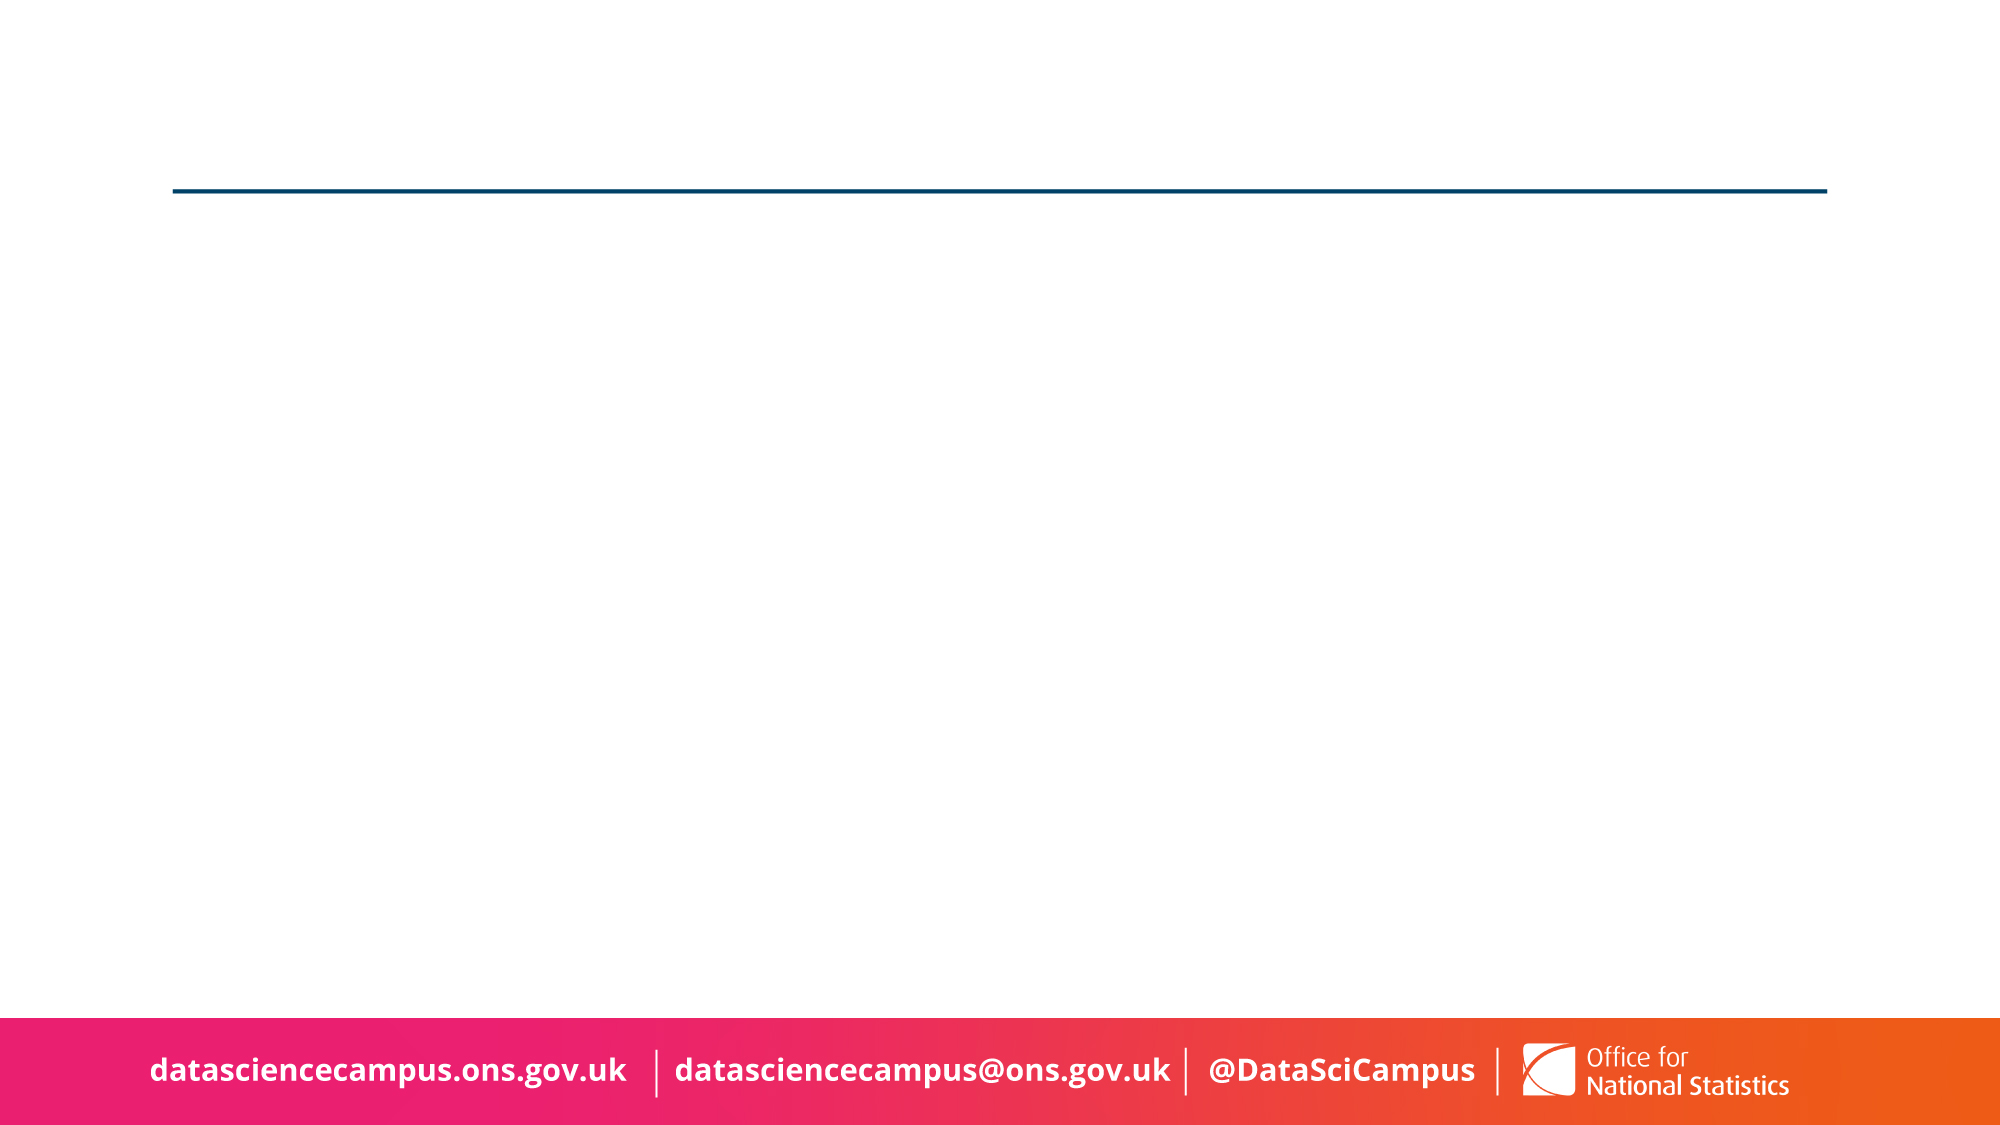 datasciencecampus.ons.gov.uk
datasciencecampus@ons.gov.uk
@DataSciCampus
Office for
National Statistics